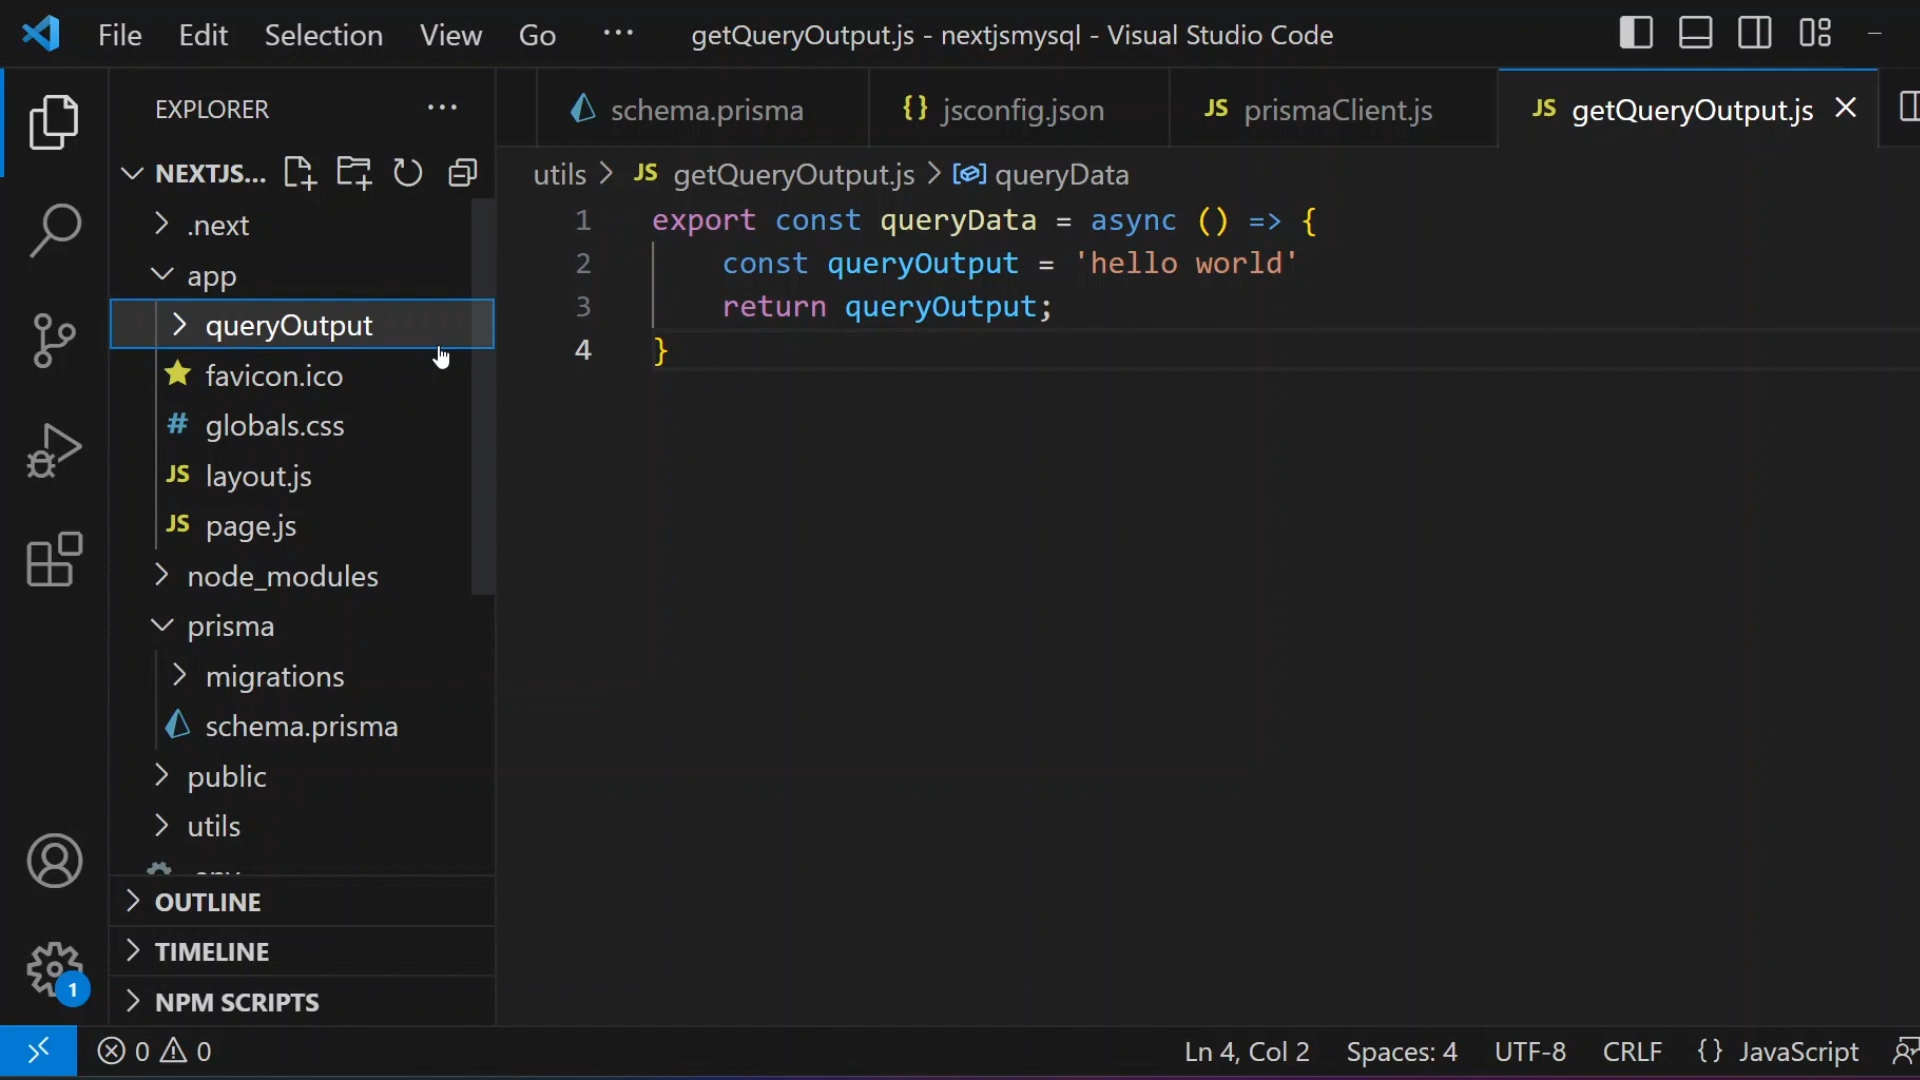 File Edit Selection View Go ··· getQueryOutput.js - nextjsmysql - Visual Studio Code
EXPLORER ···
schema.prisma {} jsconfig.json JS prismaClient.js JS getQueryOutput.js
NEXTJS...
utils > JS getQueryOutput.js > queryData
.next
app
queryOutput
favicon.ico
# globals.css
JS layout.js
JS page.js
node_modules
prisma
migrations
schema.prisma
public
utils
1 export const queryData = async () => {
2 const queryOutput = 'hello world'
3 return queryOutput;
4 }
OUTLINE
TIMELINE
NPM SCRIPTS
1
0 0 Ln 4, Col 2 Spaces: 4 UTF-8 CRLF {} JavaScript